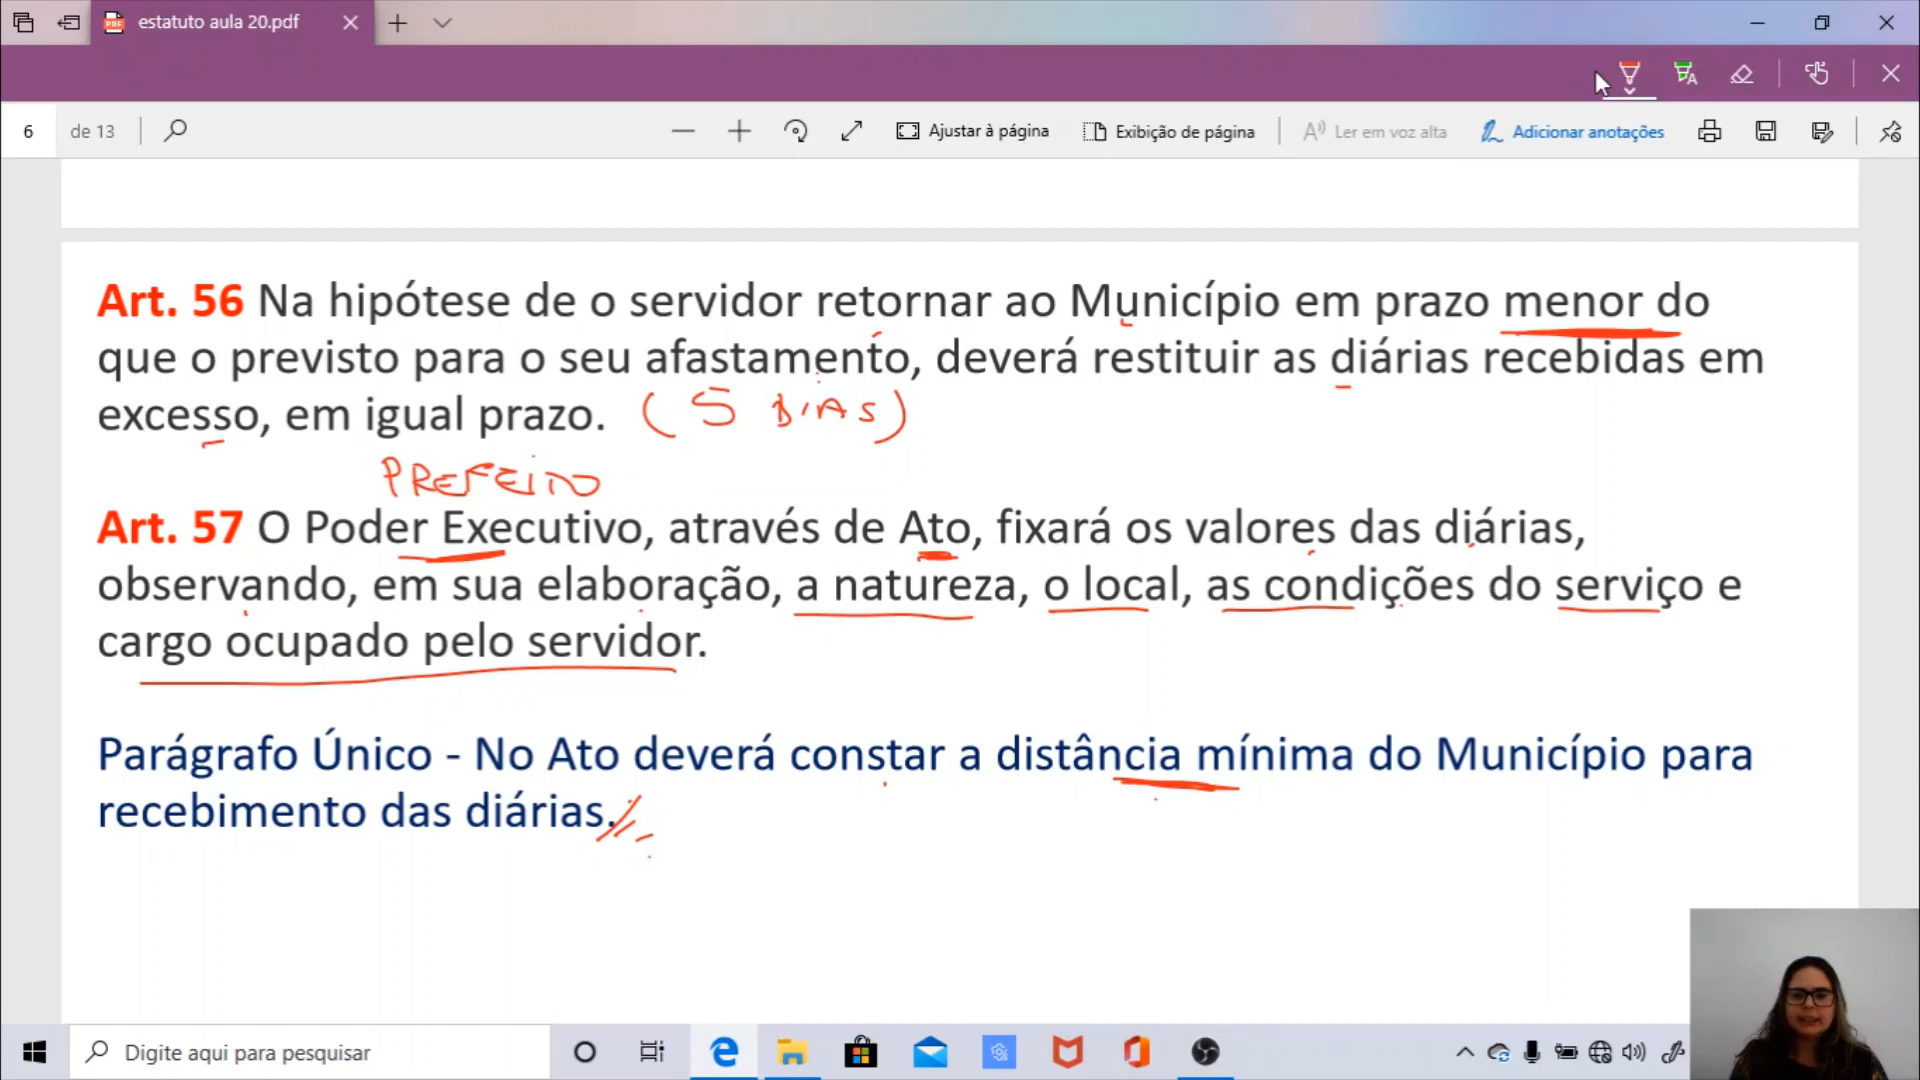 estatuto aula 20.pdf
6 de 13
Ajustar à página
Exibição de página
Ler em voz alta
Adicionar anotações
Art. 56 Na hipótese de o servidor retornar ao Município em prazo menor do
que o previsto para o seu afastamento, deverá restituir as diárias recebidas em
excesso, em igual prazo. (5 DIAS)
PREFEITO
Art. 57 O Poder Executivo, através de Ato, fixará os valores das diárias,
observando, em sua elaboração, a natureza, o local, as condições do serviço e
cargo ocupado pelo servidor.
Parágrafo Único - No Ato deverá constar a distância mínima do Município para
recebimento das diárias.
Digite aqui para pesquisar